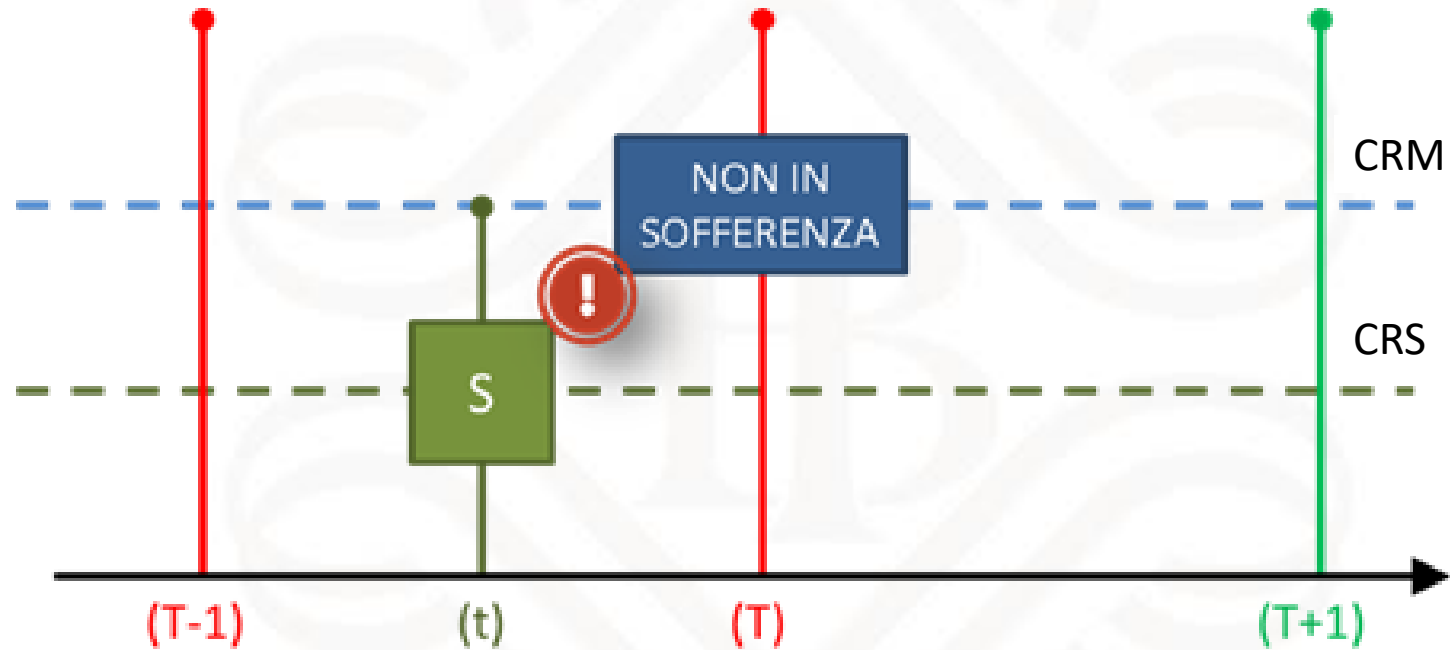 CRM
NON IN
SOFFERENZA
!
CRS
S
(T-1)
(t)
(T)
(T+1)